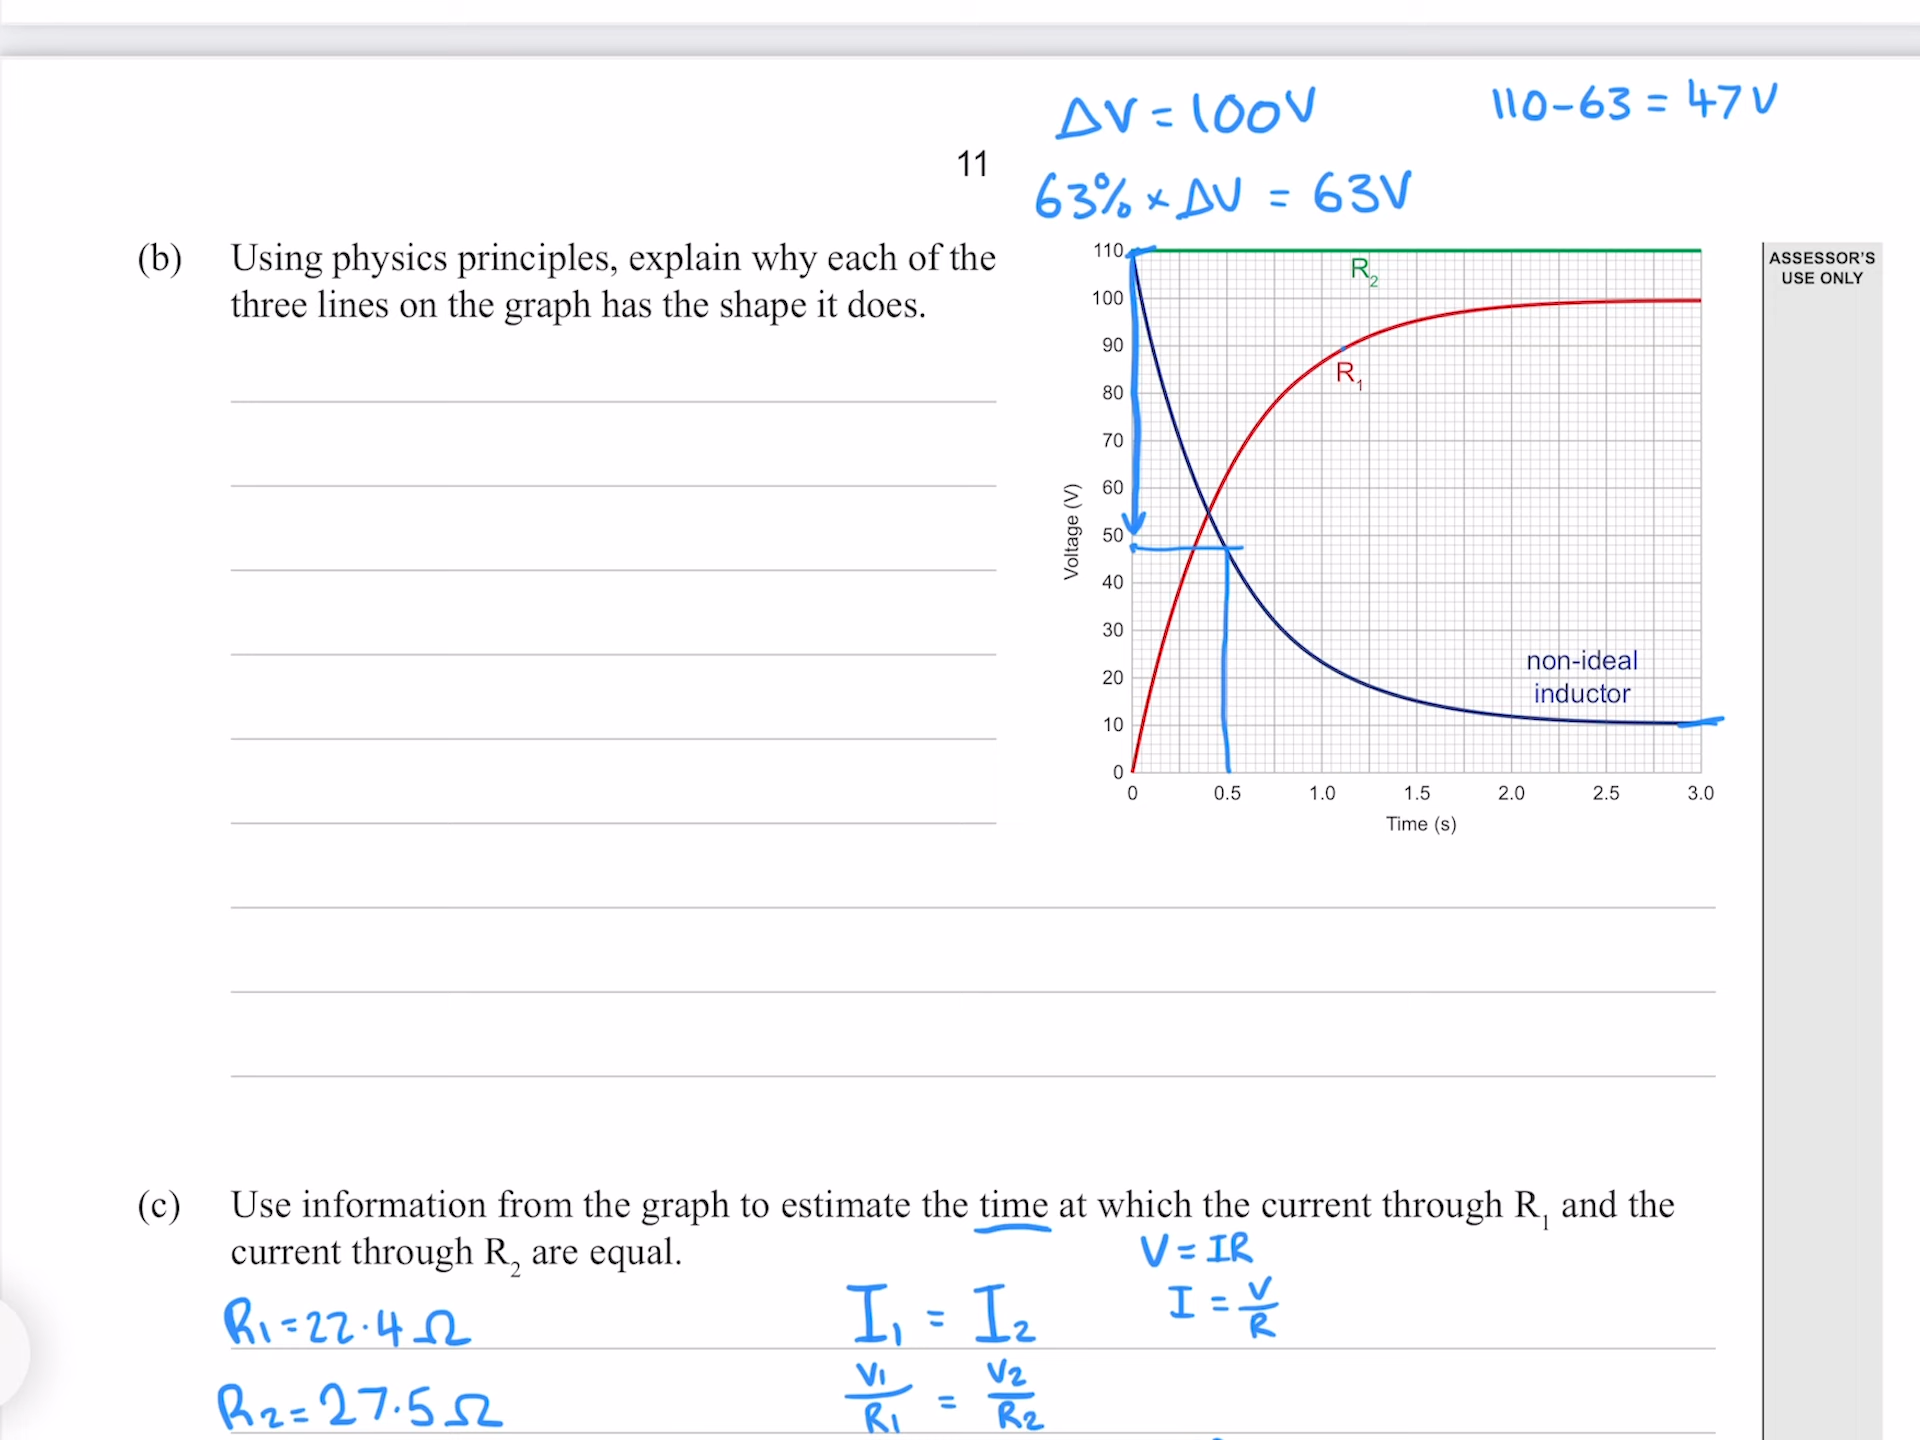 ΔV = 100V
110-63 = 47V
11
63% × ΔV = 63V
(b) Using physics principles, explain why each of the
three lines on the graph has the shape it does.
ASSESSOR'S
USE ONLY
110
100
90
80
70
60
50
40
30
20
10
0
Voltage (V)
R₂
R₁
non-ideal
inductor
0 0.5 1.0 1.5 2.0 2.5 3.0
Time (s)
(c) Use information from the graph to estimate the time at which the current through R₁ and the
current through R₂ are equal.
V = IR
I = V/R
R₁ = 22.4 Ω
I₁ = I₂
V₁/R₁ = V₂/R₂
R₂ = 27.5 Ω